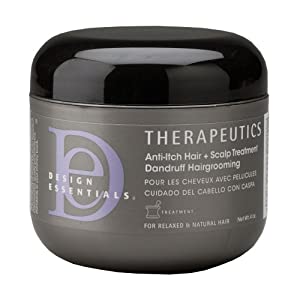 DE
DESIGN
ESSENTIALS®
THERAPEUTICS
Anti-Itch Hair + Scalp Treatment
Dandruff Hairgrooming
POUR LES CHEVEUX AVEC PELLICULES
CUIDADO DEL CABELLO CON CASPA
TREATMENT
FOR RELAXED & NATURAL HAIR